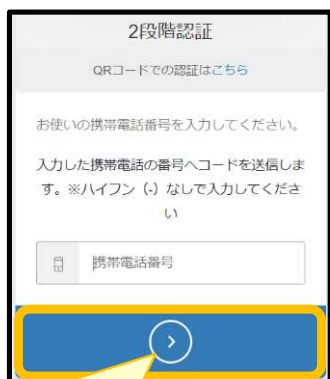 2段階認証
QRコードでの認証はこちら
お使いの携帯電話番号を入力してください。
入力した携帯電話の番号へコードを送信しま
す。※ハイフン（-）なしで入力してくださ
い
携帯電話番号